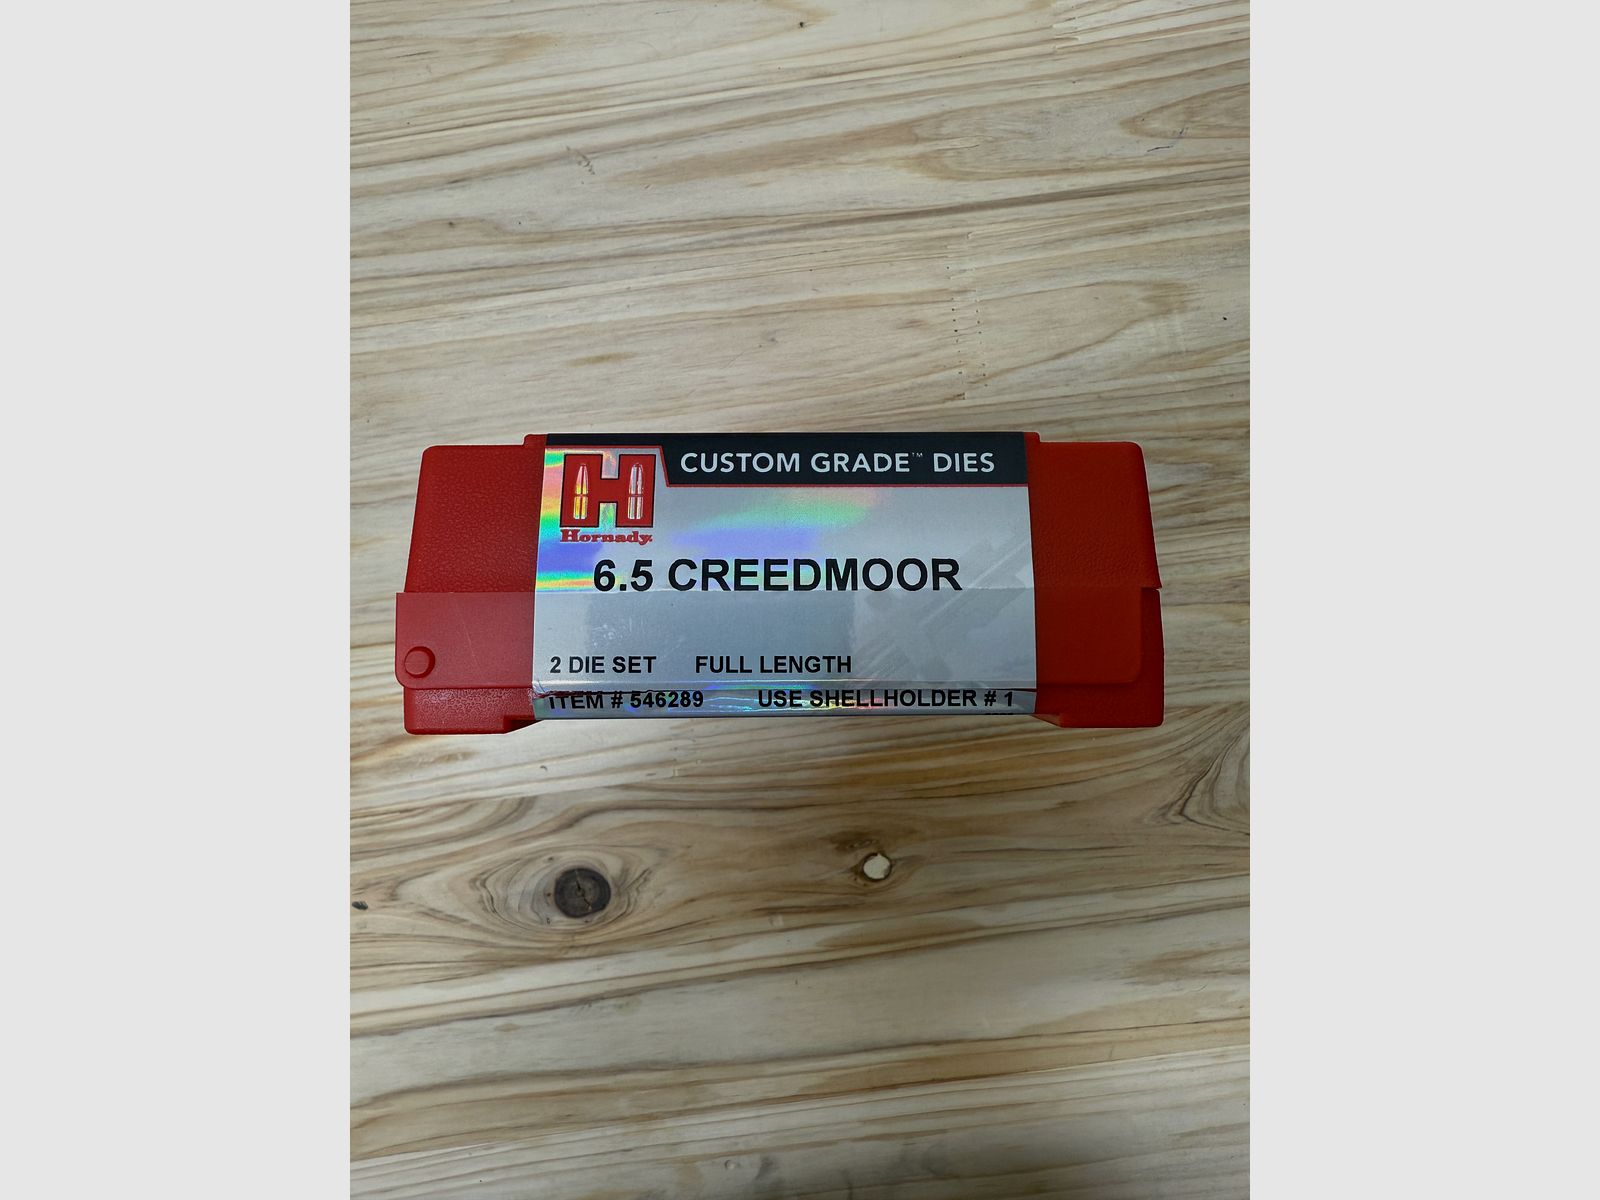 CUSTOM GRADE™ DIES
Hornady.
6.5 CREEDMOOR
2 DIE SET FULL LENGTH
ITEM # 546289 USE SHELLHOLDER # 1